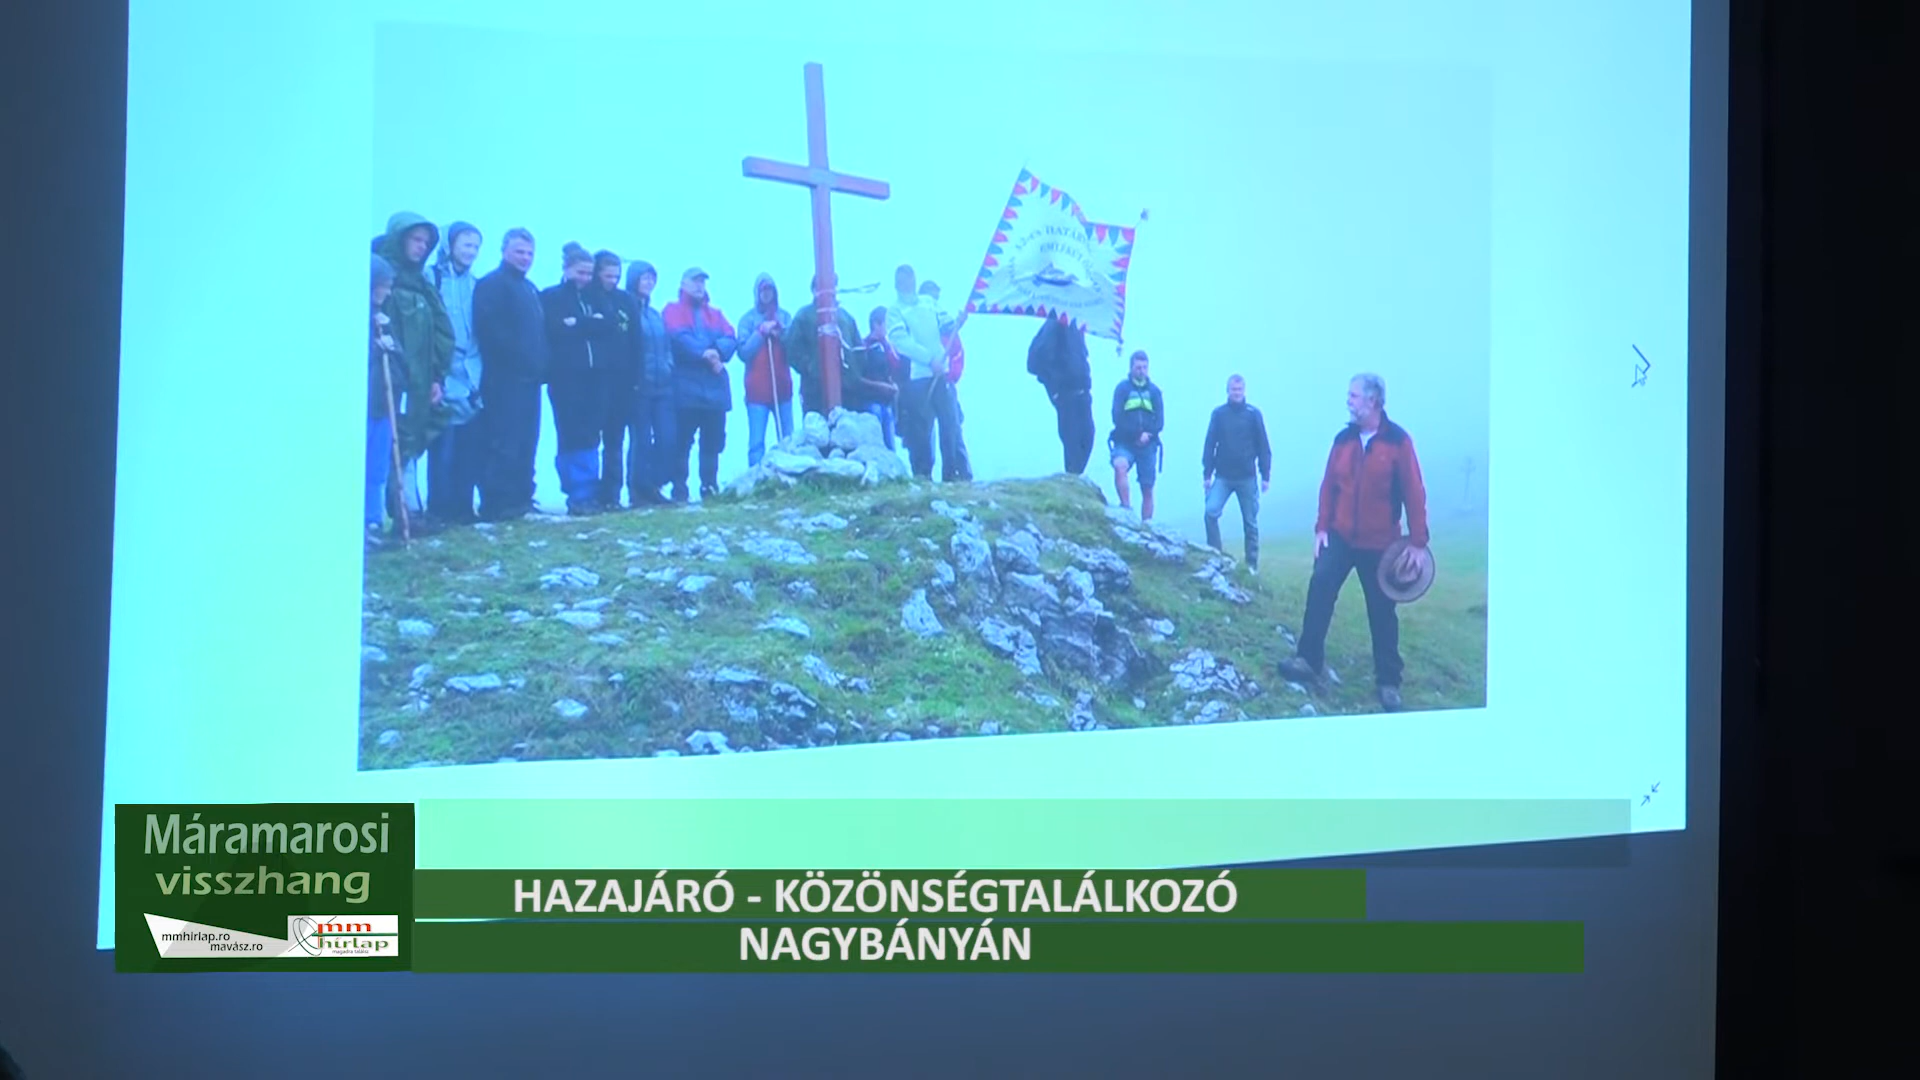 Máramarosi
visszhang
mmhirlap.ro
mavász.ro
mm
hírlap
HAZAJÁRÓ - KÖZÖNSÉGTALÁLKOZÓ
NAGYBÁNYÁN